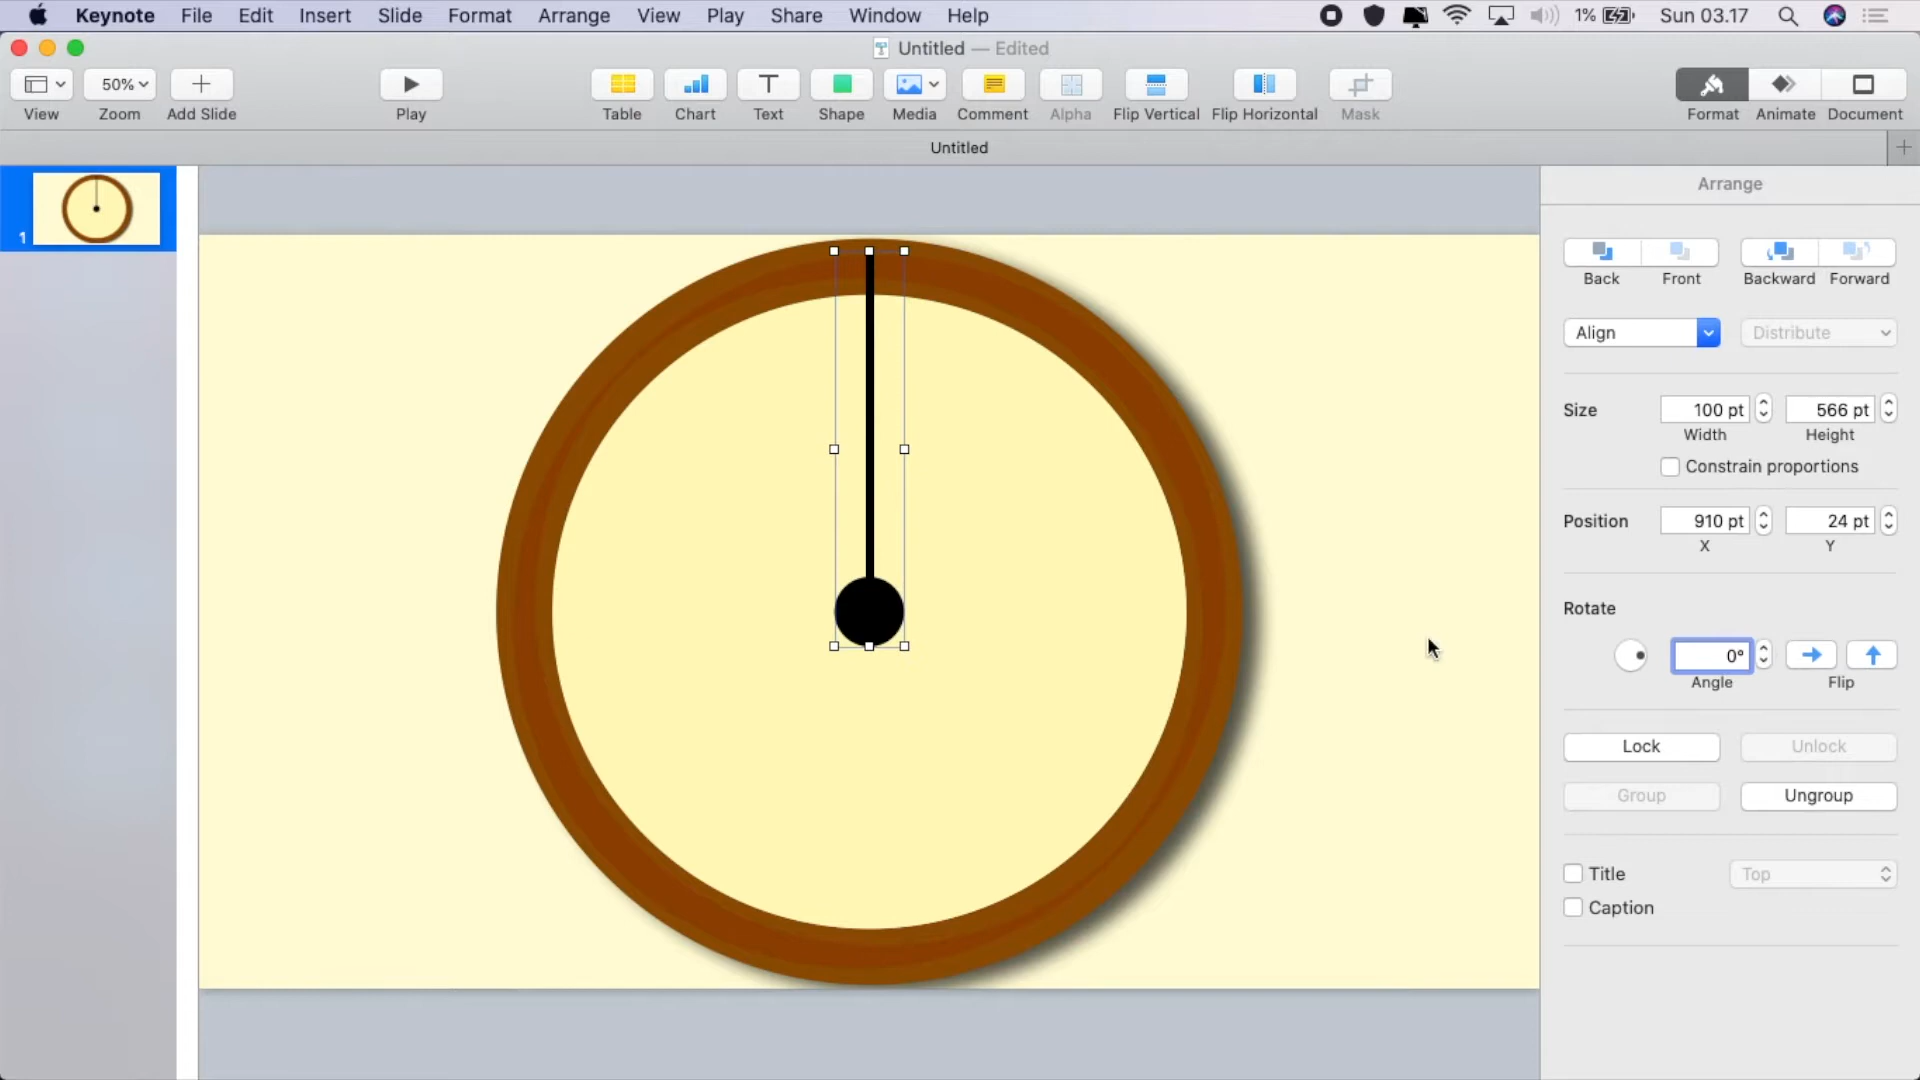 Keynote File Edit Insert Slide Format Arrange View Play Share Window Help 1% Sun 03.17
Untitled — Edited
50%
View Zoom Add Slide Play Table Chart Text Shape Media Comment Alpha Flip Vertical Flip Horizontal Mask Format Animate Document
Untitled
Arrange
1
Back Front Backward Forward
Align Distribute
Size 100 pt 566 pt
Width Height
Constrain proportions
Position 910 pt 24 pt
X Y
Rotate
0°
Angle Flip
Lock Unlock
Group Ungroup
Title Top
Caption